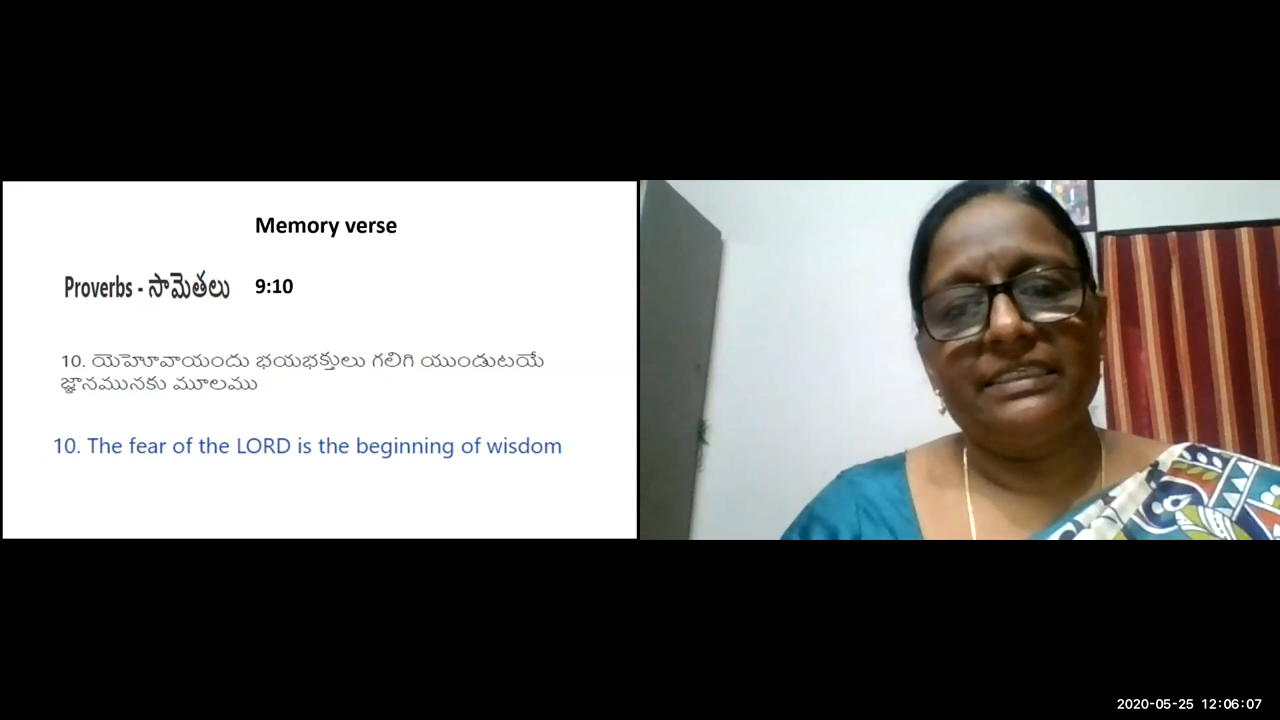 Memory verse
Proverbs - సామెతలు 9:10
10. యెహోవాయందు భయభక్తులు గలిగి యుండుటయే
జ్ఞానమునకు మూలము
10. The fear of the LORD is the beginning of wisdom
2020-05-25 12:06:07